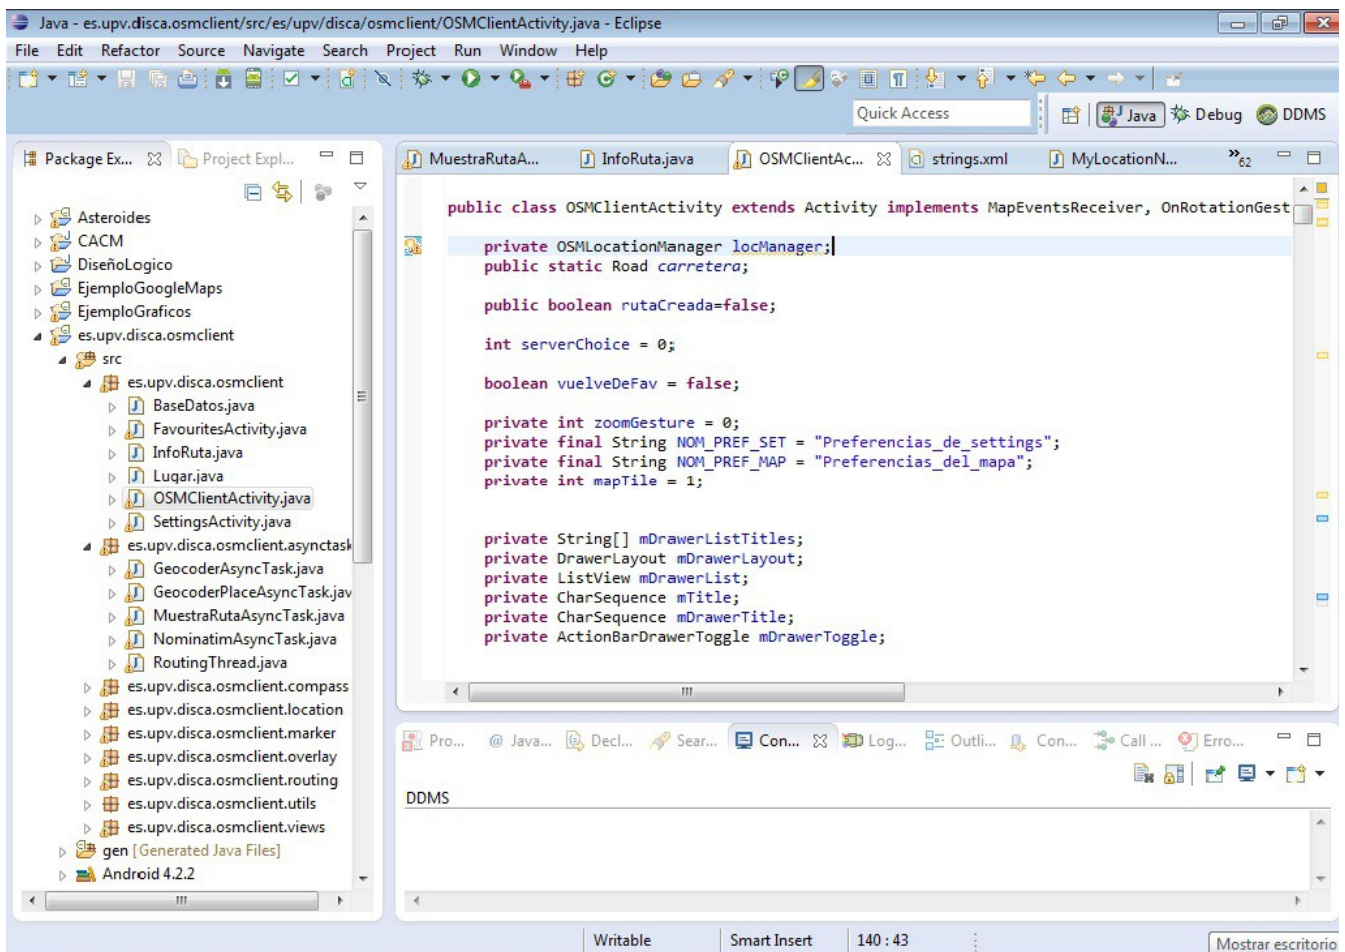 Java - es.upv.disca.osmclient/src/es/upv/disca/osmclient/OSMClientActivity.java - Eclipse
File Edit Refactor Source Navigate Search Project Run Window Help
Quick Access
Java
Debug
DDMS
Package Ex...
Project Expl...
Asteroides
CACM
DiseñoLogico
EjemploGoogleMaps
EjemploGraficos
es.upv.disca.osmclient
src
es.upv.disca.osmclient
BaseDatos.java
FavouritesActivity.java
InfoRuta.java
Lugar.java
OSMClientActivity.java
SettingsActivity.java
es.upv.disca.osmclient.asynctask
GeocoderAsyncTask.java
GeocoderPlaceAsyncTask.jav
MuestraRutaAsyncTask.java
NominatimAsyncTask.java
RoutingThread.java
es.upv.disca.osmclient.compass
es.upv.disca.osmclient.location
es.upv.disca.osmclient.marker
es.upv.disca.osmclient.overlay
es.upv.disca.osmclient.routing
es.upv.disca.osmclient.utils
es.upv.disca.osmclient.views
gen [Generated Java Files]
Android 4.2.2
MuestraRutaA...
InfoRuta.java
OSMClientAc...
strings.xml
MyLocationN...
»62
public class OSMClientActivity extends Activity implements MapEventsReceiver, OnRotationGest
private OSMLocationManager locManager;
public static Road carretera;
public boolean rutaCreada=false;
int serverChoice = 0;
boolean vuelveDeFav = false;
private int zoomGesture = 0;
private final String NOM_PREF_SET = "Preferencias_de_settings";
private final String NOM_PREF_MAP = "Preferencias_del_mapa";
private int mapTile = 1;
private String[] mDrawerListTitles;
private DrawerLayout mDrawerLayout;
private ListView mDrawerList;
private CharSequence mTitle;
private CharSequence mDrawerTitle;
private ActionBarDrawerToggle mDrawerToggle;
Pro...
@ Java...
Decl...
Sear...
Con...
Log...
Outli...
Con...
Call ...
Erro...
DDMS
Writable
Smart Insert
140 : 43
Mostrar escritorio